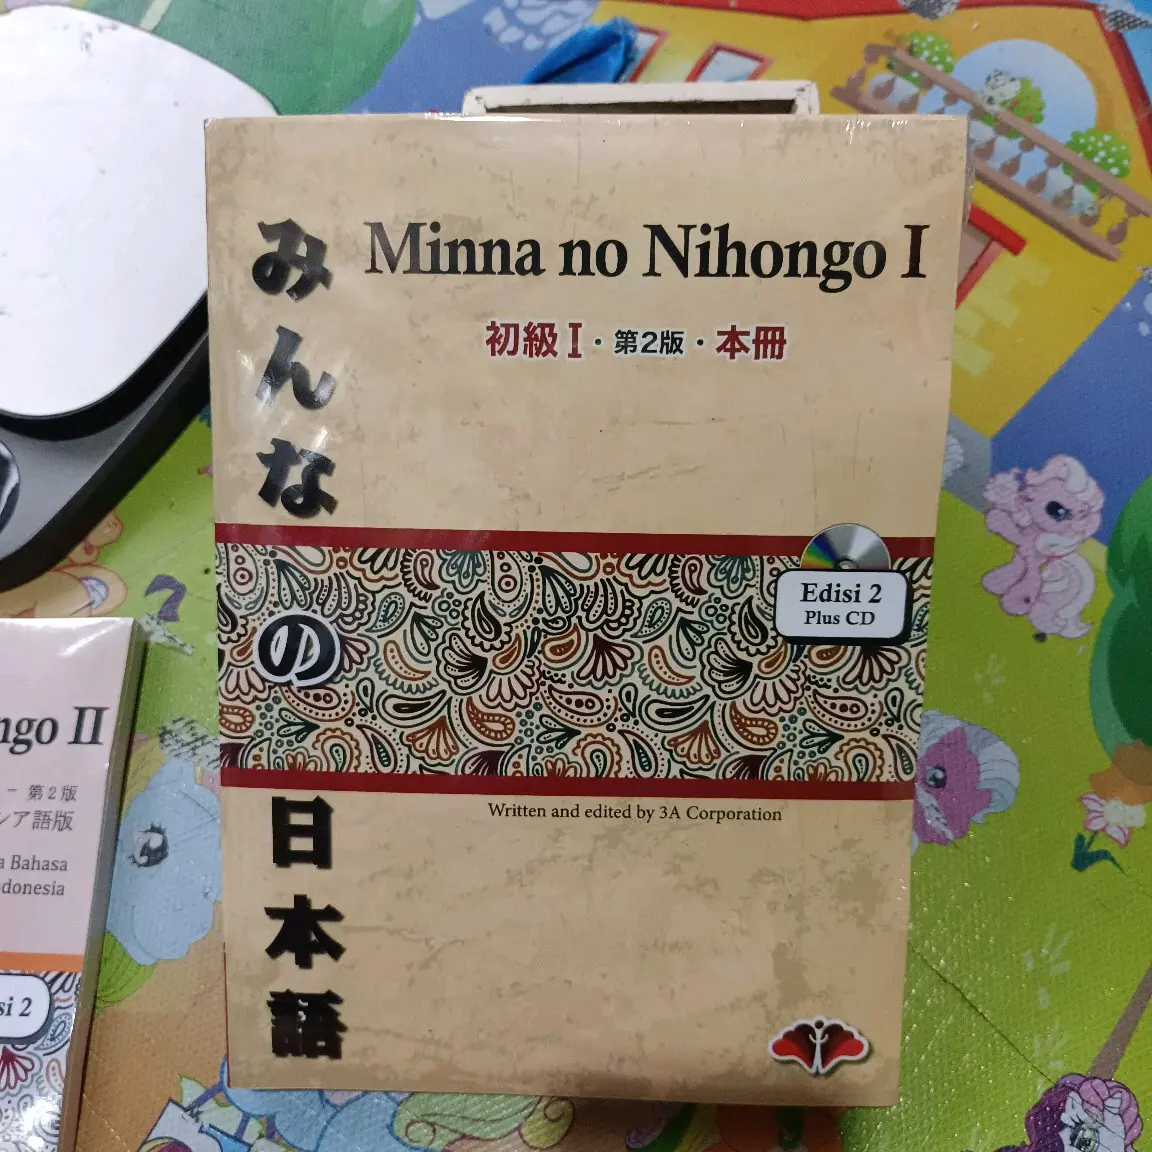 みんなの日本語
Minna no Nihongo I
初級 I・第2版・本冊
Edisi 2
Plus CD
Written and edited by 3A Corporation
ngo II
- 第2版
ア語版
a Bahasa
donesia
si 2